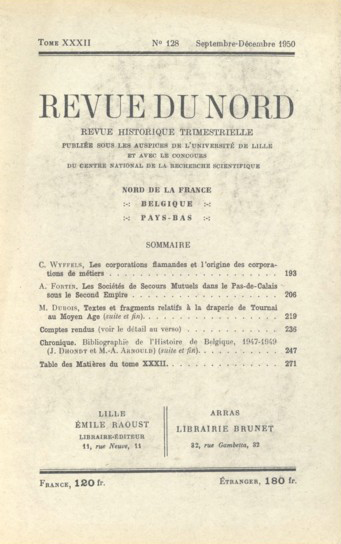 TOME XXXII N° 128 Septembre-Décembre 1950
REVUE DU NORD
REVUE HISTORIQUE TRIMESTRIELLE
PUBLIÉE SOUS LES AUSPICES DE L'UNIVERSITÉ DE LILLE
ET AVEC LE CONCOURS
DU CENTRE NATIONAL DE LA RECHERCHE SCIENTIFIQUE
NORD DE LA FRANCE
BELGIQUE
PAYS-BAS
SOMMAIRE
C. WYFFELS, Les corporations flamandes et l'origine des corpora-
tions de métiers . . . . . . . . . . . . . . . . . . . . 193
A. FORTIN, Les Sociétés de Secours Mutuels dans le Pas-de-Calais
sous le Second Empire . . . . . . . . . . . . . . . . . . 206
M. DUBOIS, Textes et fragments relatifs à la draperie de Tournai
au Moyen Age (suite et fin). . . . . . . . . . . . . . . . 219
Comptes rendus (voir le détail au verso) . . . . . . . . . . 236
Chronique. Bibliographie de l'Histoire de Belgique, 1947-1949
(J. DHONDT et M.-A. ARNOULD) (suite et fin). . . . . . . . . 247
Table des Matières du tome XXXII. . . . . . . . . . . . . . 271
LILLE
ÉMILE RAOUST
LIBRAIRE-ÉDITEUR
11, rue Neuve, 11
ARRAS
LIBRAIRIE BRUNET
32, rue Gambetta, 32
FRANCE, 120 fr. ÉTRANGER, 180 fr.